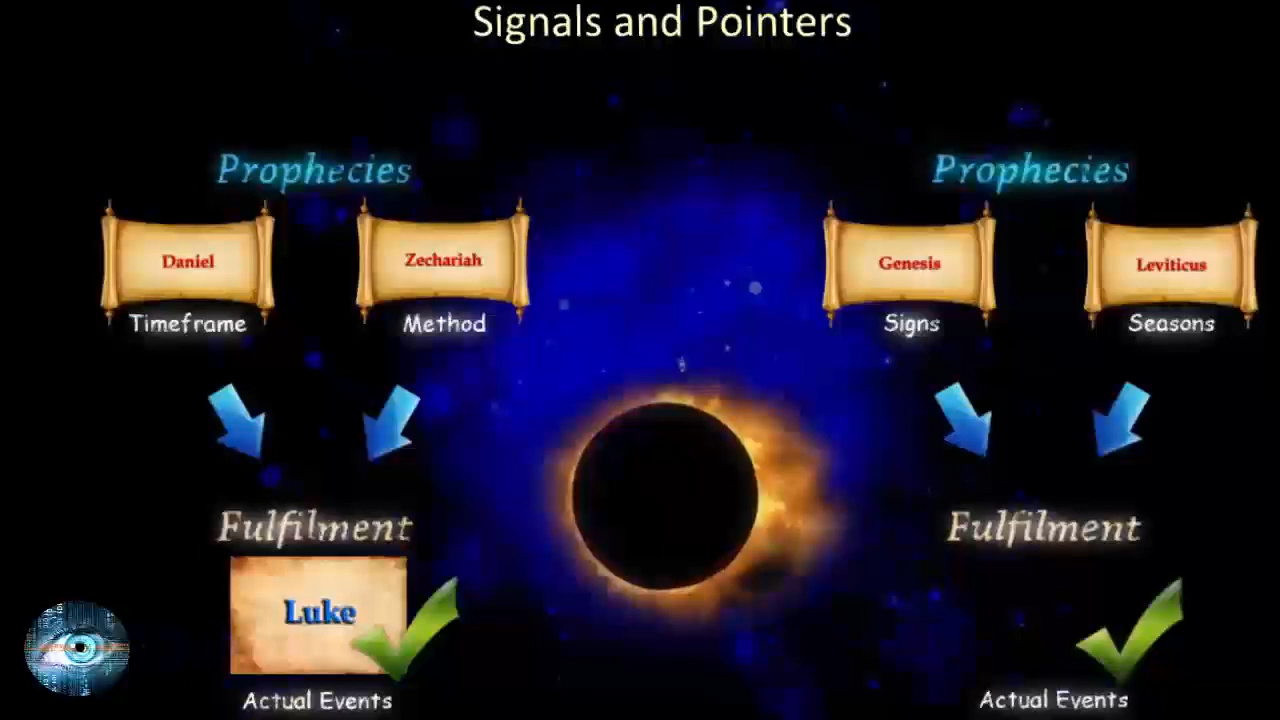 Signals and Pointers
Prophecies
Prophecies
Daniel
Zechariah
Genesis
Leviticus
Timeframe
Method
Signs
Seasons
Fulfilment
Fulfilment
Luke
Actual Events
Actual Events